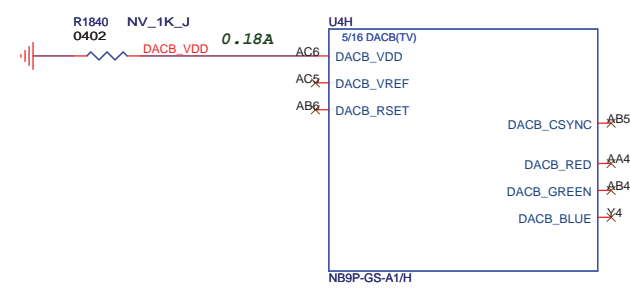 R1840 NV_1K_J
0402
DACB_VDD
0.18A
U4H
5/16 DACB(TV)
AC6 DACB_VDD
AC5 DACB_VREF
AB6 DACB_RSET
DACB_CSYNC AB5
DACB_RED AA4
DACB_GREEN AB4
DACB_BLUE Y4
NB9P-GS-A1/H